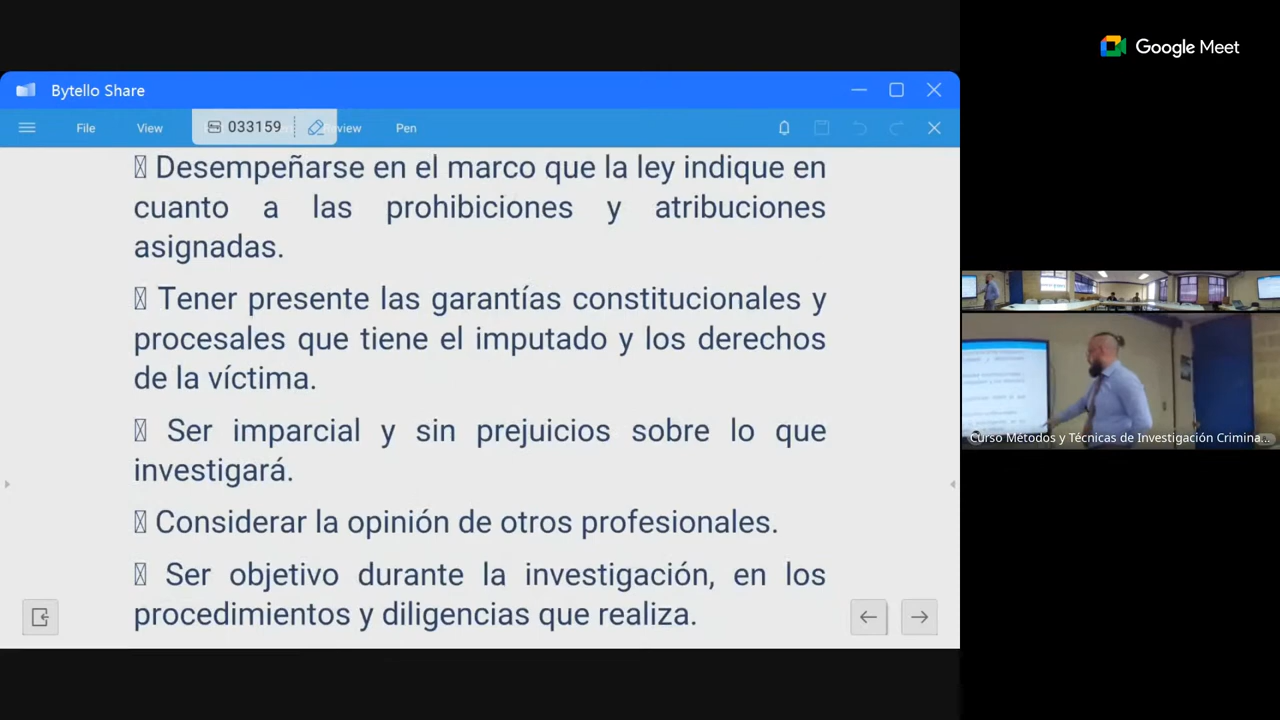 Google Meet
Bytello Share
File View 033159 Review Pen
Desempeñarse en el marco que la ley indique en
cuanto a las prohibiciones y atribuciones
asignadas.
Tener presente las garantías constitucionales y
procesales que tiene el imputado y los derechos
de la víctima.
Ser imparcial y sin prejuicios sobre lo que
investigará.
Considerar la opinión de otros profesionales.
Ser objetivo durante la investigación, en los
procedimientos y diligencias que realiza.
Curso Métodos y Técnicas de Investigación Crimina...